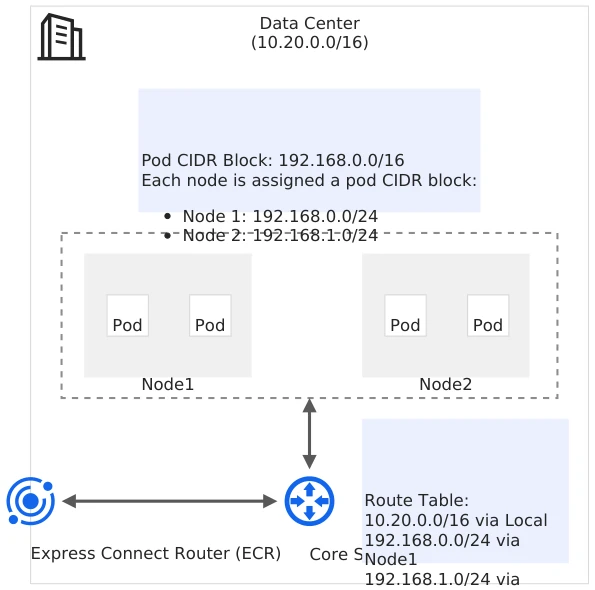 Data Center
(10.20.0.0/16)
Pod CIDR Block: 192.168.0.0/16
Each node is assigned a pod CIDR block:
• Node 1: 192.168.0.0/24
• Node 2: 192.168.1.0/24
Pod Pod Pod Pod
Node1 Node2
Route Table:
10.20.0.0/16 via Local
192.168.0.0/24 via
Node1
192.168.1.0/24 via
Express Connect Router (ECR) Core